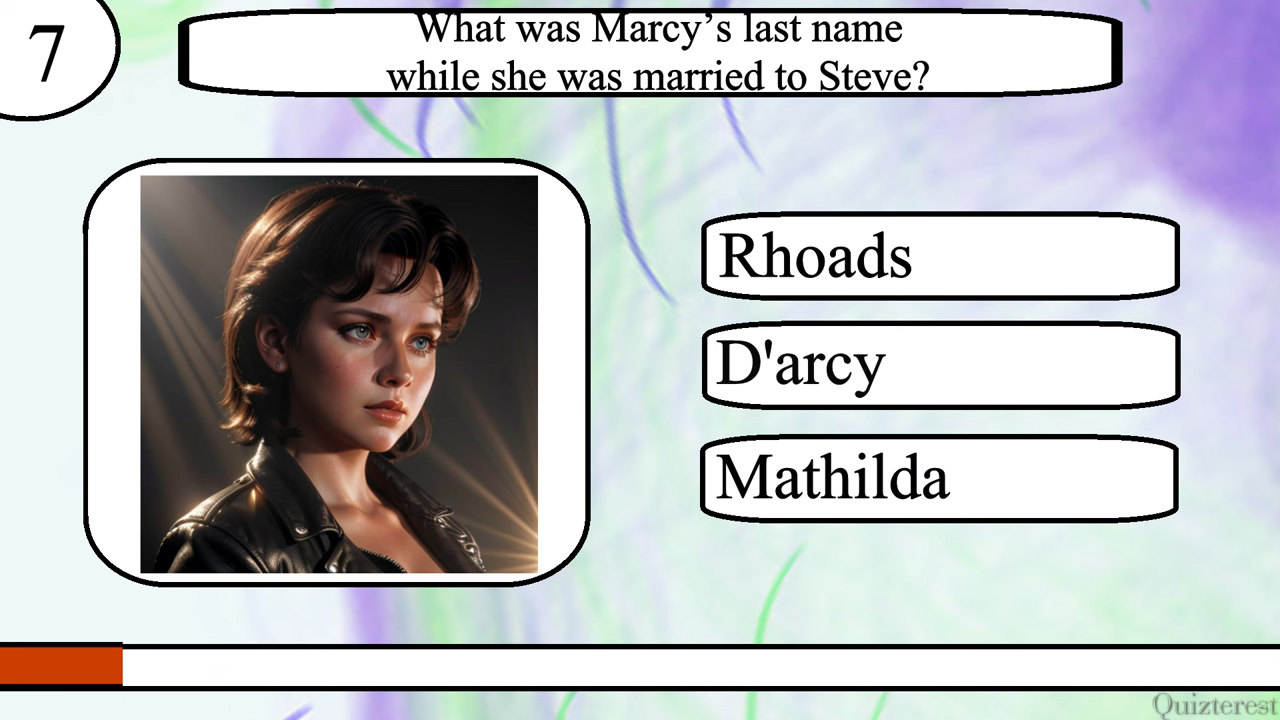 7
What was Marcy’s last name
while she was married to Steve?
Rhoads
D'arcy
Mathilda
Quizterest